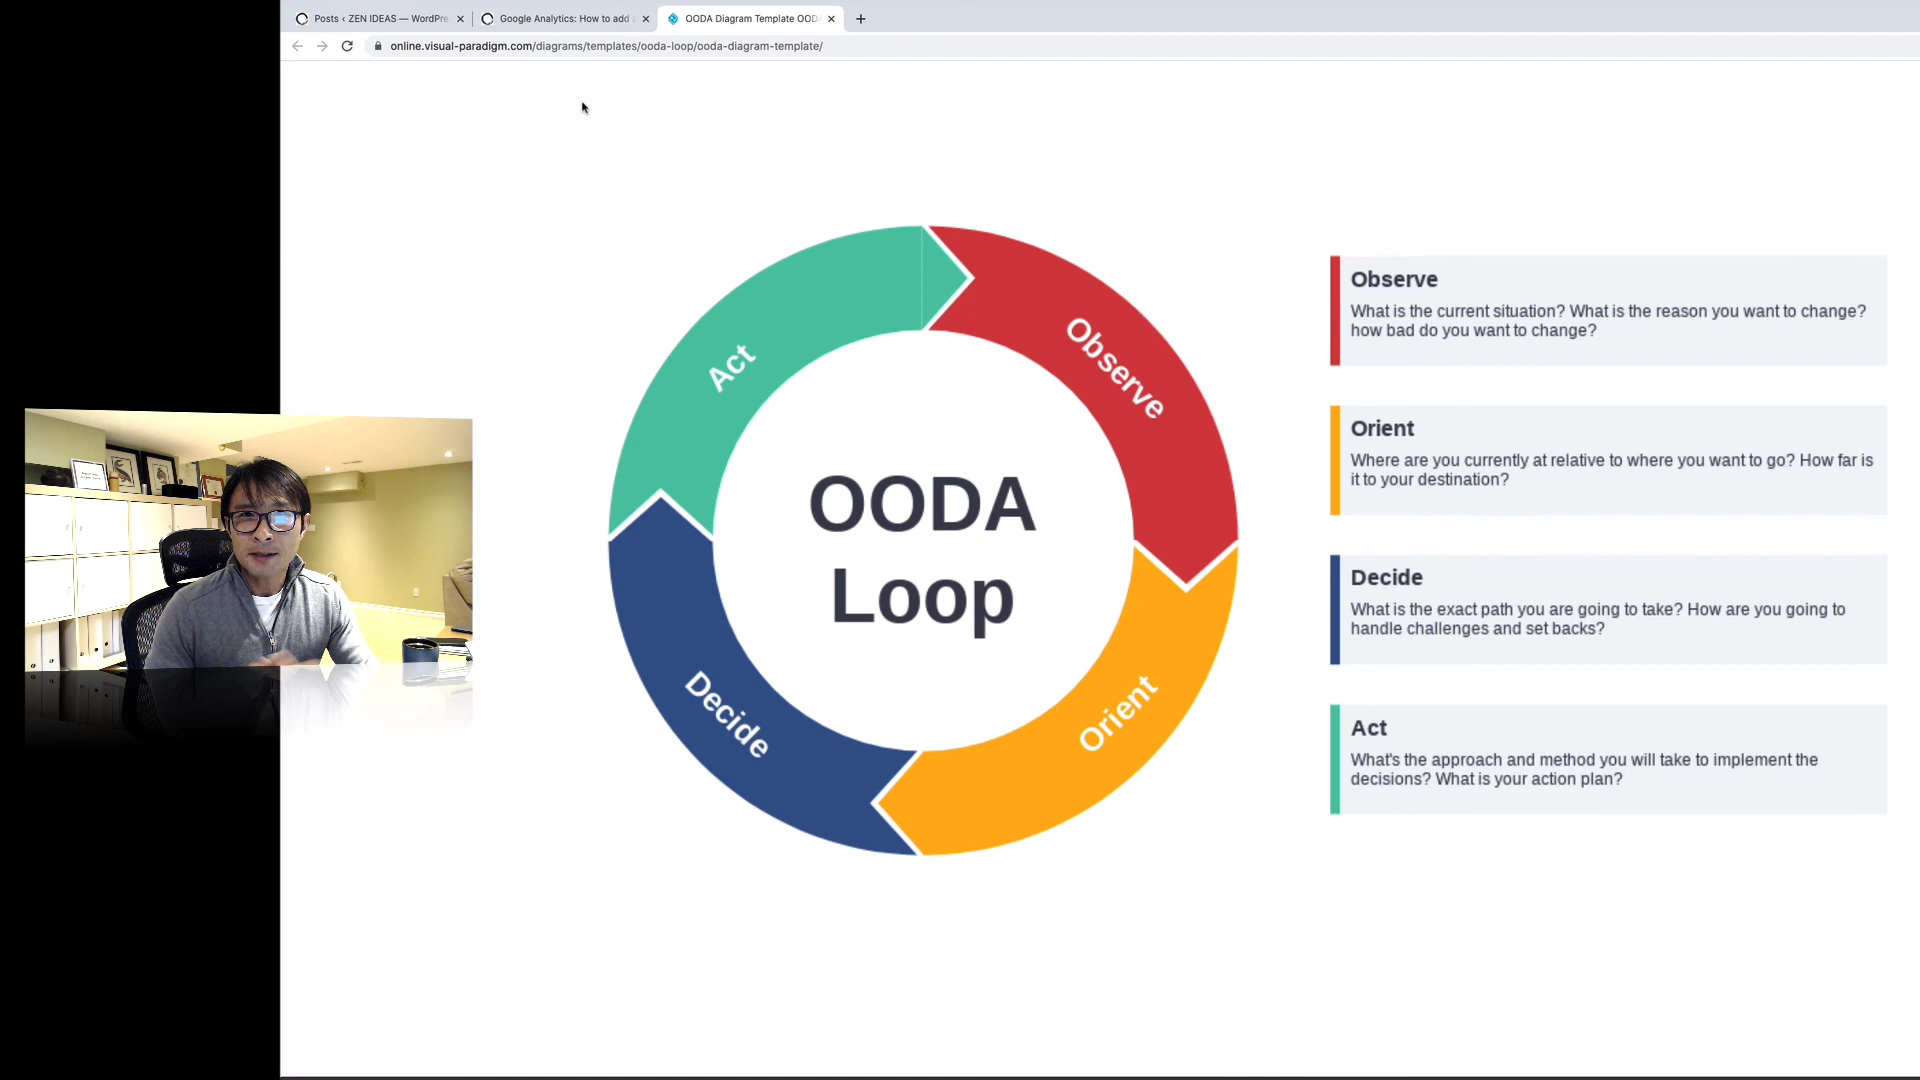 Posts ‹ ZEN IDEAS — WordPre
Google Analytics: How to add
OODA Diagram Template OOD
online.visual-paradigm.com/diagrams/templates/ooda-loop/ooda-diagram-template/
Act
Observe
OODA
Loop
Decide
Orient
Observe
What is the current situation? What is the reason you want to change?
how bad do you want to change?
Orient
Where are you currently at relative to where you want to go? How far is
it to your destination?
Decide
What is the exact path you are going to take? How are you going to
handle challenges and set backs?
Act
What's the approach and method you will take to implement the
decisions? What is your action plan?